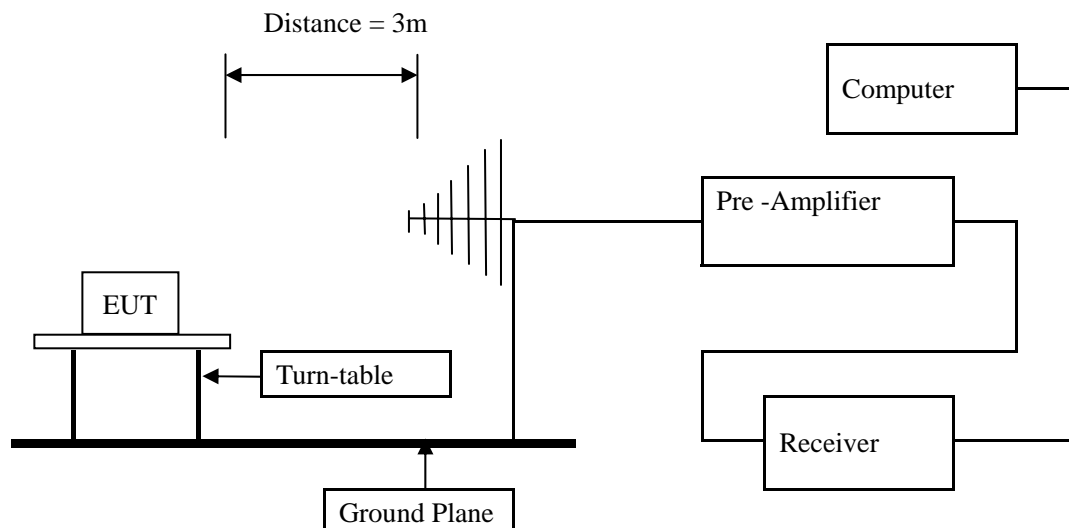 Distance = 3m
Computer
Pre -Amplifier
EUT
Turn-table
Receiver
Ground Plane